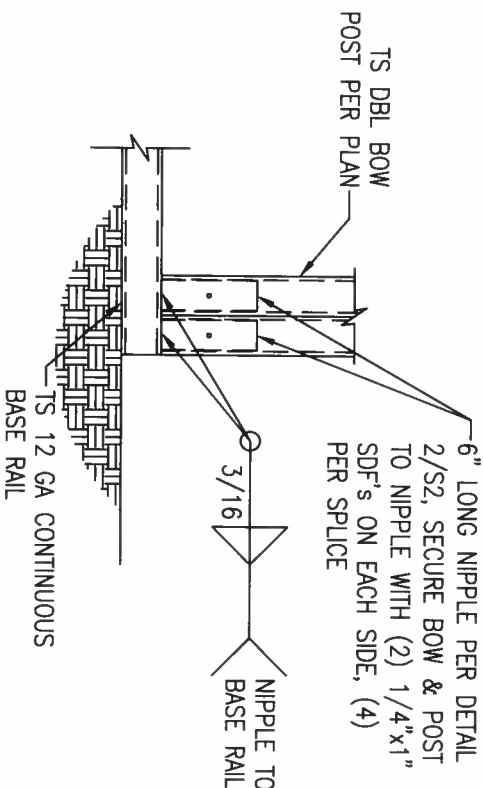 TS DBL BOW
POST PER PLAN
6" LONG NIPPLE PER DETAIL
2/S2, SECURE BOW & POST
TO NIPPLE WITH (2) 1/4"x1"
SDF's ON EACH SIDE, (4)
PER SPLICE
3/16
NIPPLE TO
BASE RAIL
TS 12 GA CONTINUOUS
BASE RAIL